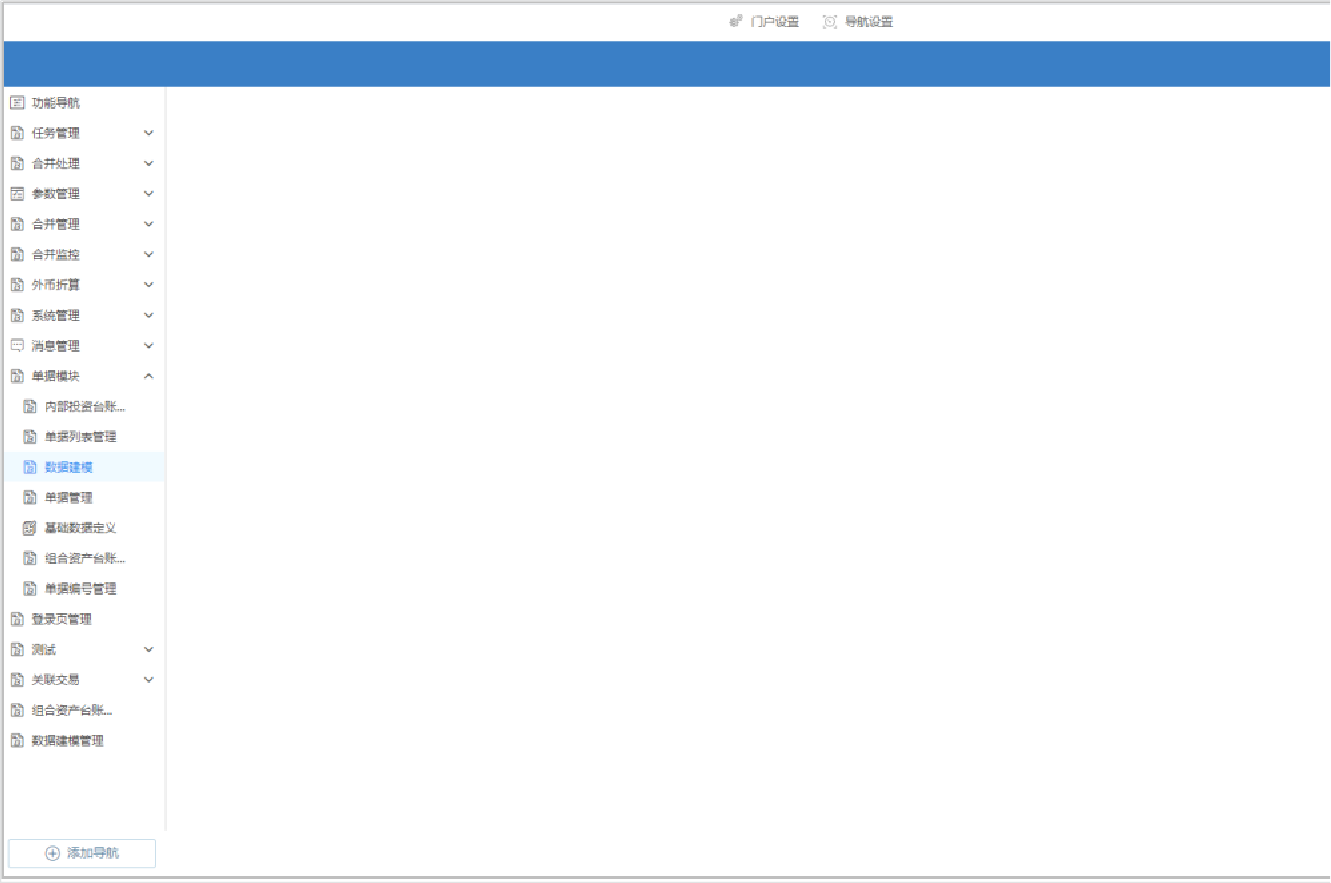 门户设置 导航设置
功能导航
任务管理
合并处理
参数管理
合并管理
合并监控
外币折算
系统管理
消息管理
单据模块
内部投资台账...
单据列表管理
数据建模
单据管理
基础数据定义
组合资产台账...
单据编号管理
登录页管理
测试
关联交易
组合资产台账...
数据建模管理
添加导航